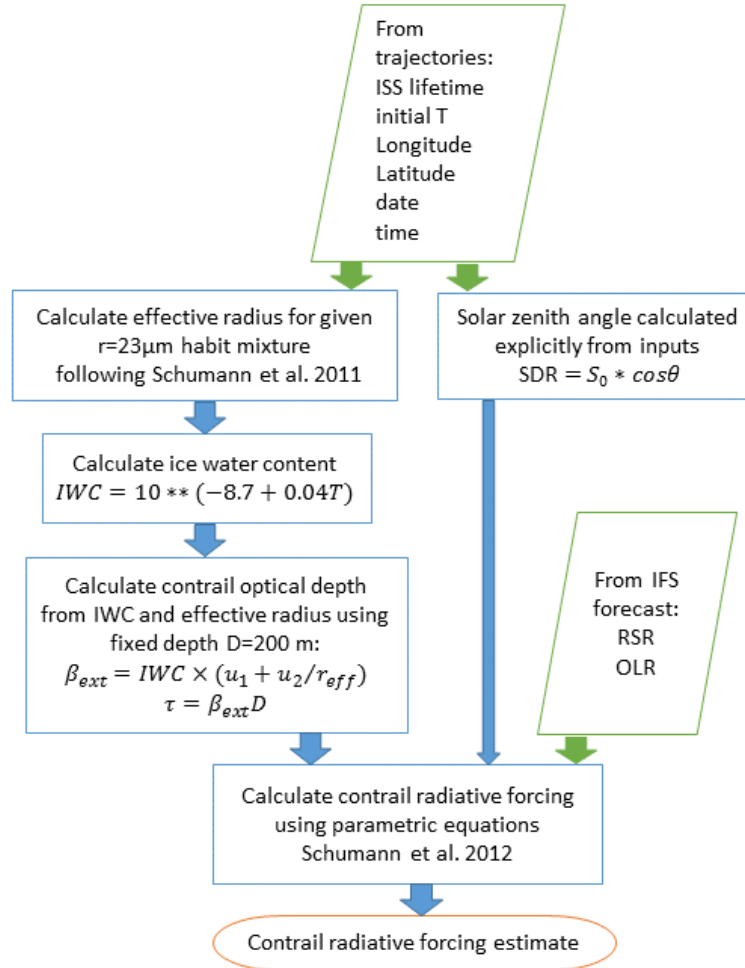 From
trajectories:
ISS lifetime
initial T
Longitude
Latitude
date
time
Calculate effective radius for given
r=23μm habit mixture
following Schumann et al. 2011
Solar zenith angle calculated
explicitly from inputs
SDR = S₀ * cosθ
Calculate ice water content
IWC = 10 ** (−8.7 + 0.04T)
Calculate contrail optical depth
from IWC and effective radius using
fixed depth D=200 m:
β_ext = IWC × (u₁ + u₂/r_eff)
τ = β_ext D
From IFS
forecast:
RSR
OLR
Calculate contrail radiative forcing
using parametric equations
Schumann et al. 2012
Contrail radiative forcing estimate